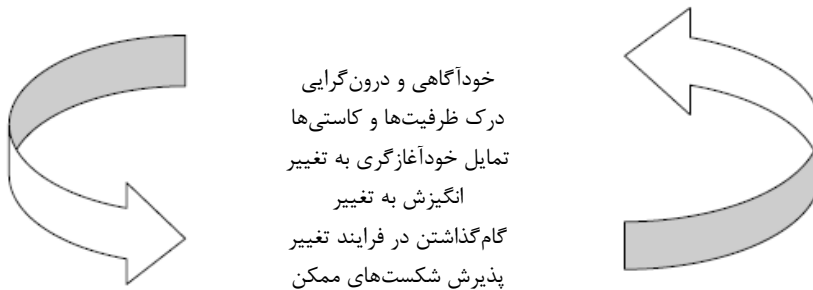 خودآگاهی و درون‌گرایی
درک ظرفیت‌ها و کاستی‌ها
تمایل خودآغازگری به تغییر
انگیزش به تغییر
گام‌گذاشتن در فرایند تغییر
پذیرش شکست‌های ممکن